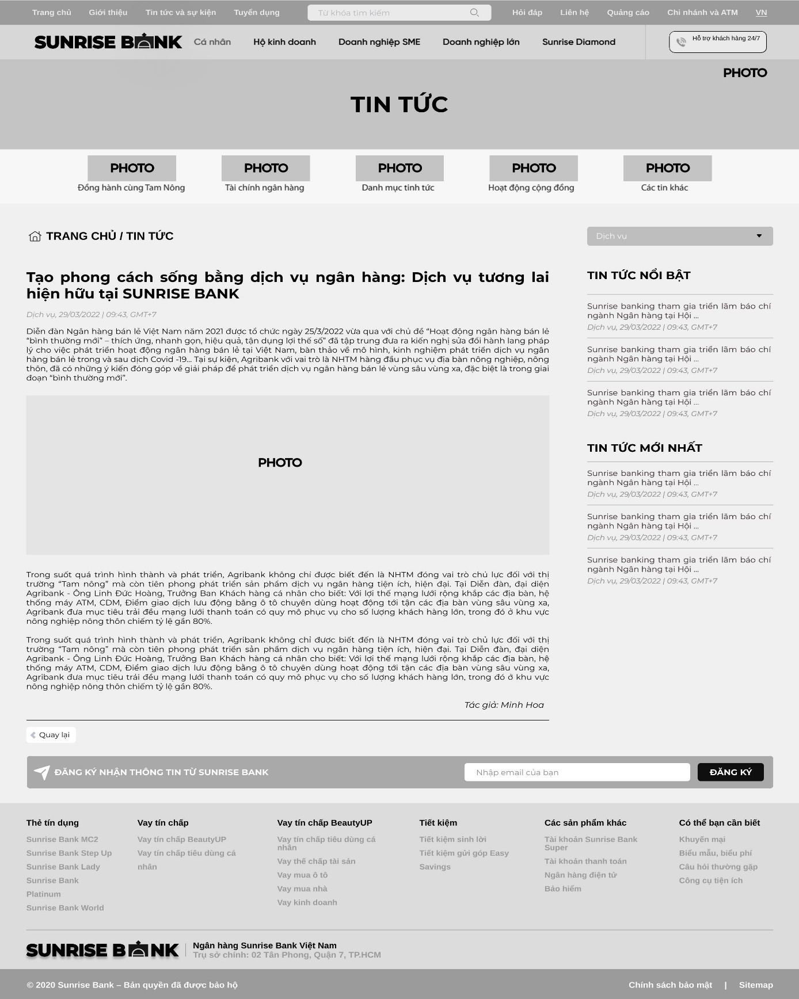 Trang chủ Giới thiệu Tin tức và sự kiện Tuyển dụng Từ khóa tìm kiếm Hỏi đáp Liên hệ Quảng cáo Chi nhánh và ATM VN
SUNRISE BANK Cá nhân Hộ kinh doanh Doanh nghiệp SME Doanh nghiệp lớn Sunrise Diamond Hỗ trợ khách hàng 24/7
PHOTO
TIN TỨC
PHOTO PHOTO PHOTO PHOTO PHOTO
Đồng hành cùng Tam Nông Tài chính ngân hàng Danh mục tinh tức Hoạt động cộng đồng Các tin khác
TRANG CHỦ / TIN TỨC
Tạo phong cách sống bằng dịch vụ ngân hàng: Dịch vụ tương lai
hiện hữu tại SUNRISE BANK
Dịch vụ, 29/03/2022 | 09:43, GMT+7
Diễn đàn Ngân hàng bán lẻ Việt Nam năm 2021 được tổ chức ngày 25/3/2022 vừa qua với chủ đề “Hoạt động ngân hàng bán lẻ
“bình thường mới” – thích ứng, nhanh gọn, hiệu quả, tận dụng lợi thế số” đã tập trung đưa ra kiến nghị sửa đổi hành lang pháp
lý cho việc phát triển hoạt động ngân hàng bán lẻ tại Việt Nam, bàn thảo về mô hình, kinh nghiệm phát triển dịch vụ ngân
hàng bán lẻ trong và sau dịch Covid -19... Tại sự kiện, Agribank với vai trò là NHTM hàng đầu phục vụ địa bàn nông nghiệp, nông
thôn, đã có những ý kiến đóng góp về giải pháp để phát triển dịch vụ ngân hàng bán lẻ vùng sâu vùng xa, đặc biệt là trong giai
đoạn “bình thường mới”.
PHOTO
Trong suốt quá trình hình thành và phát triển, Agribank không chỉ được biết đến là NHTM đóng vai trò chủ lực đối với thị
trường “Tam nông” mà còn tiên phong phát triển sản phẩm dịch vụ ngân hàng tiện ích, hiện đại. Tại Diễn đàn, đại diện
Agribank - Ông Linh Đức Hoàng, Trưởng Ban Khách hàng cá nhân cho biết: Với lợi thế mạng lưới rộng khắp các địa bàn, hệ
thống máy ATM, CDM, Điểm giao dịch lưu động bằng ô tô chuyên dùng hoạt động tới tận các địa bàn vùng sâu vùng xa,
Agribank đưa mục tiêu trải đều mạng lưới thanh toán có quy mô phục vụ cho số lượng khách hàng lớn, trong đó ở khu vực
nông nghiệp nông thôn chiếm tỷ lệ gần 80%.
Trong suốt quá trình hình thành và phát triển, Agribank không chỉ được biết đến là NHTM đóng vai trò chủ lực đối với thị
trường “Tam nông” mà còn tiên phong phát triển sản phẩm dịch vụ ngân hàng tiện ích, hiện đại. Tại Diễn đàn, đại diện
Agribank - Ông Linh Đức Hoàng, Trưởng Ban Khách hàng cá nhân cho biết: Với lợi thế mạng lưới rộng khắp các địa bàn, hệ
thống máy ATM, CDM, Điểm giao dịch lưu động bằng ô tô chuyên dùng hoạt động tới tận các địa bàn vùng sâu vùng xa,
Agribank đưa mục tiêu trải đều mạng lưới thanh toán có quy mô phục vụ cho số lượng khách hàng lớn, trong đó ở khu vực
nông nghiệp nông thôn chiếm tỷ lệ gần 80%.
Tác giả: Minh Hoa
Quay lại
Dịch vụ
TIN TỨC NỔI BẬT
Sunrise banking tham gia triển lãm báo chí
ngành Ngân hàng tại Hội ...
Dịch vụ, 29/03/2022 | 09:43, GMT+7
Sunrise banking tham gia triển lãm báo chí
ngành Ngân hàng tại Hội ...
Dịch vụ, 29/03/2022 | 09:43, GMT+7
Sunrise banking tham gia triển lãm báo chí
ngành Ngân hàng tại Hội ...
Dịch vụ, 29/03/2022 | 09:43, GMT+7
TIN TỨC MỚI NHẤT
Sunrise banking tham gia triển lãm báo chí
ngành Ngân hàng tại Hội ...
Dịch vụ, 29/03/2022 | 09:43, GMT+7
Sunrise banking tham gia triển lãm báo chí
ngành Ngân hàng tại Hội ...
Dịch vụ, 29/03/2022 | 09:43, GMT+7
Sunrise banking tham gia triển lãm báo chí
ngành Ngân hàng tại Hội ...
Dịch vụ, 29/03/2022 | 09:43, GMT+7
ĐĂNG KÝ NHẬN THÔNG TIN TỪ SUNRISE BANK Nhập email của bạn ĐĂNG KÝ
Thẻ tín dụng
Sunrise Bank MC2
Sunrise Bank Step Up
Sunrise Bank Lady
Sunrise Bank
Platinum
Sunrise Bank World
Vay tín chấp
Vay tín chấp BeautyUP
Vay tín chấp tiêu dùng cá
nhân
Vay tín chấp BeautyUP
Vay tín chấp tiêu dùng cá
nhân
Vay thế chấp tài sản
Vay mua ô tô
Vay mua nhà
Vay kinh doanh
Tiết kiệm
Tiết kiệm sinh lời
Tiết kiệm gửi góp Easy
Savings
Các sản phẩm khác
Tài khoản Sunrise Bank
Super
Tài khoản thanh toán
Ngân hàng điện tử
Bảo hiểm
Có thể bạn cần biết
Khuyến mại
Biểu mẫu, biểu phí
Câu hỏi thường gặp
Công cụ tiện ích
SUNRISE BANK
Ngân hàng Sunrise Bank Việt Nam
Trụ sở chính: 02 Tân Phong, Quận 7, TP.HCM
© 2020 Sunrise Bank – Bản quyền đã được bảo hộ Chính sách bảo mật | Sitemap